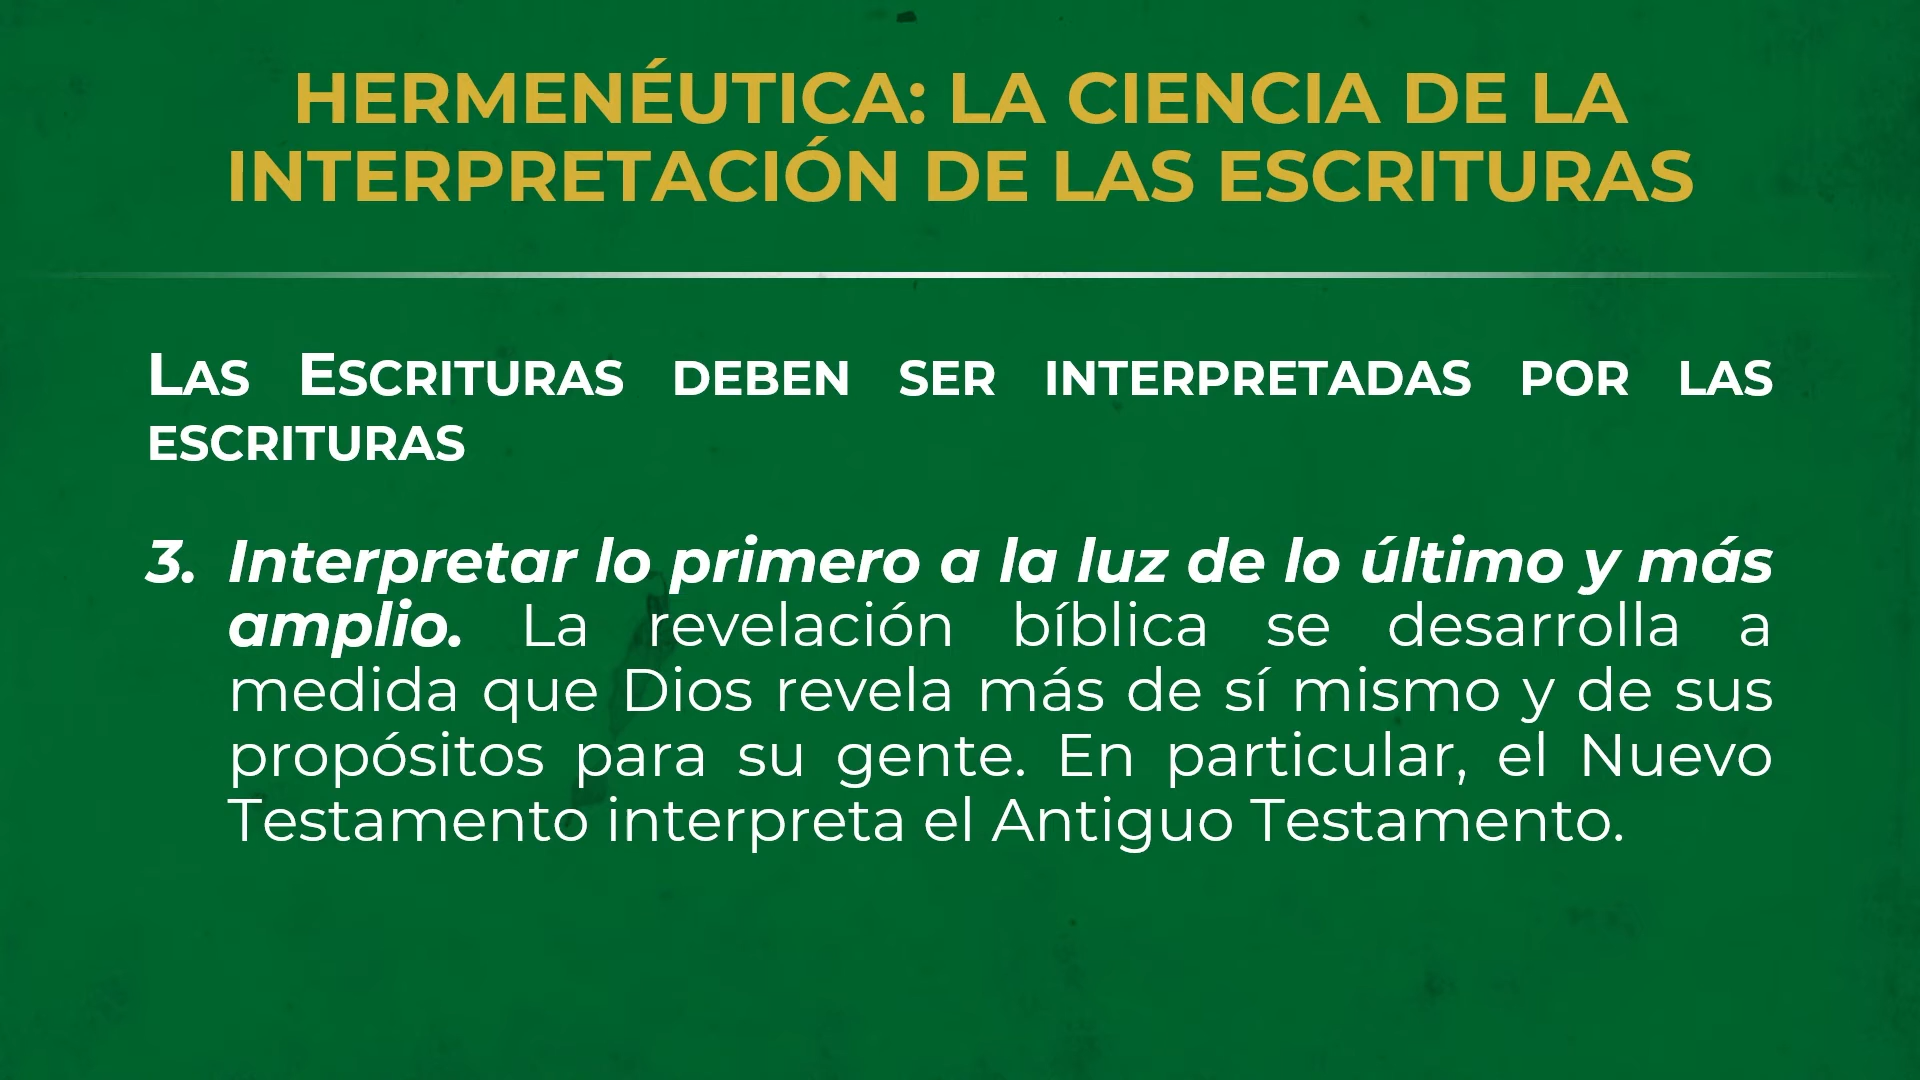 HERMENÉUTICA: LA CIENCIA DE LA
INTERPRETACIÓN DE LAS ESCRITURAS
LAS ESCRITURAS DEBEN SER INTERPRETADAS POR LAS
ESCRITURAS
3. Interpretar lo primero a la luz de lo último y más
amplio. La revelación bíblica se desarrolla a
medida que Dios revela más de sí mismo y de sus
propósitos para su gente. En particular, el Nuevo
Testamento interpreta el Antiguo Testamento.